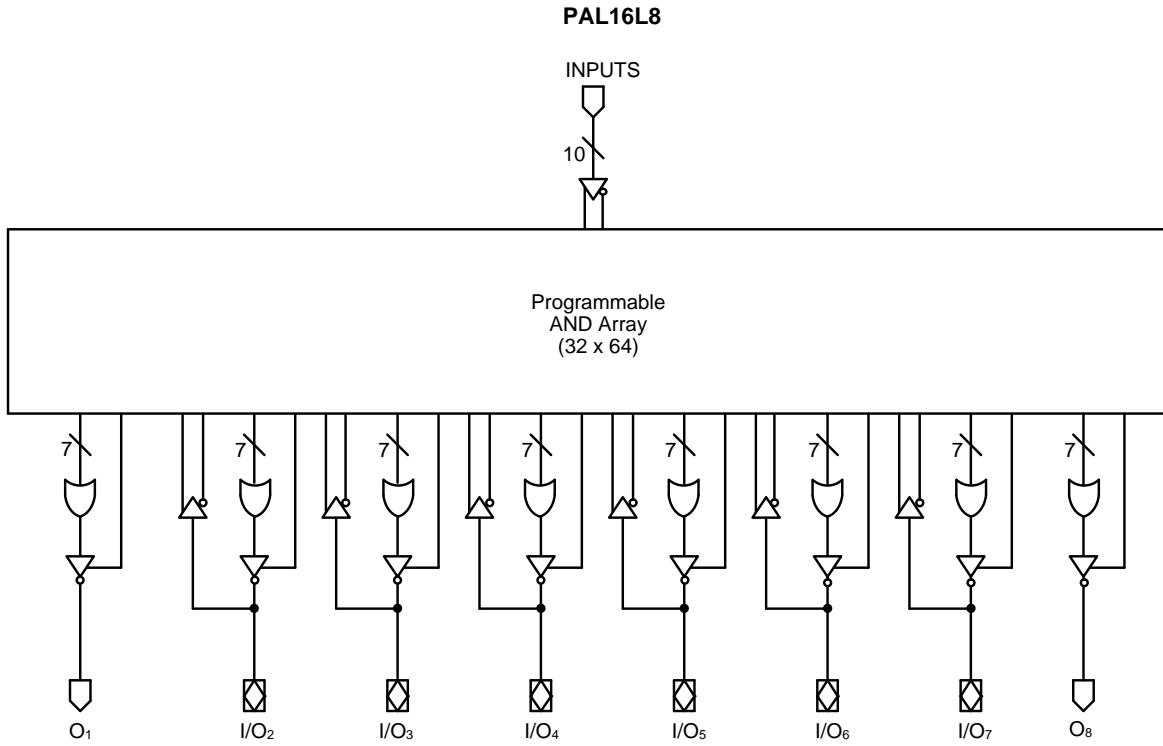 PAL16L8
INPUTS
10
Programmable
AND Array
(32 x 64)
7 7 7 7 7 7 7 7
O1 I/O2 I/O3 I/O4 I/O5 I/O6 I/O7 O8